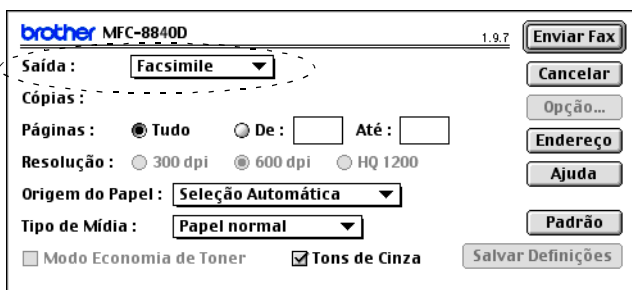 brother MFC-8840D 1.9.7 Enviar Fax
Saída : Facsimile Cancelar
Cópias : Opção...
Páginas : Tudo De : Até : Endereço
Resolução : 300 dpi 600 dpi HQ 1200 Ajuda
Origem do Papel : Seleção Automática
Tipo de Mídia : Papel normal Padrão
Modo Economia de Toner Tons de Cinza Salvar Definições